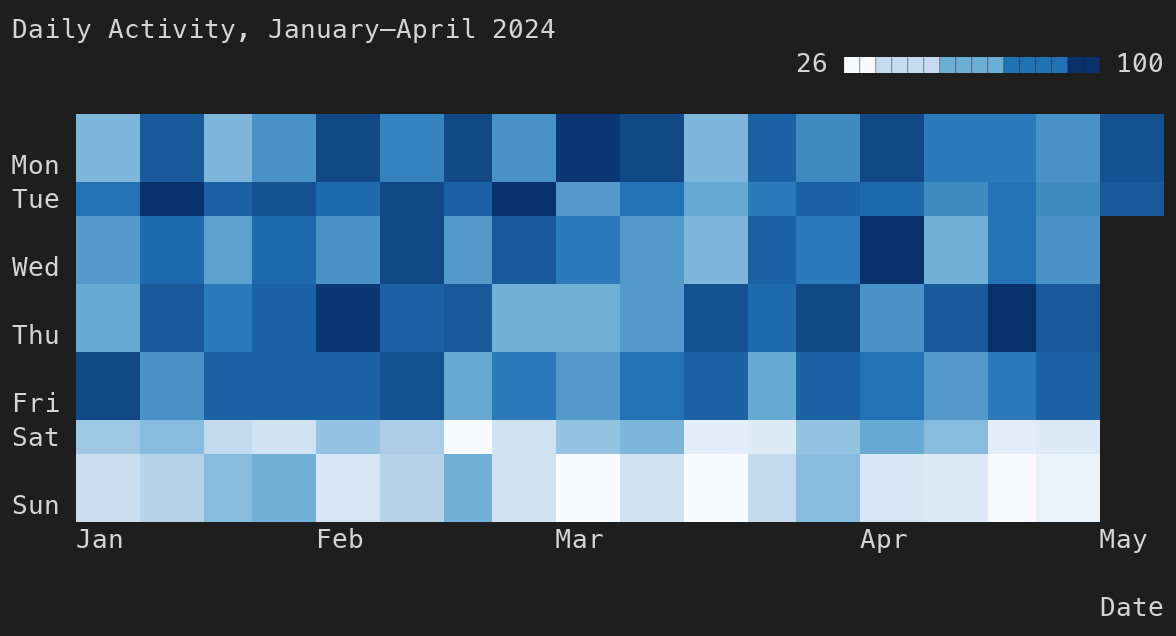 Daily Activity, January–April 2024
26 100
Mon
Tue
Wed
Thu
Fri
Sat
Sun
Jan Feb Mar Apr May
Date